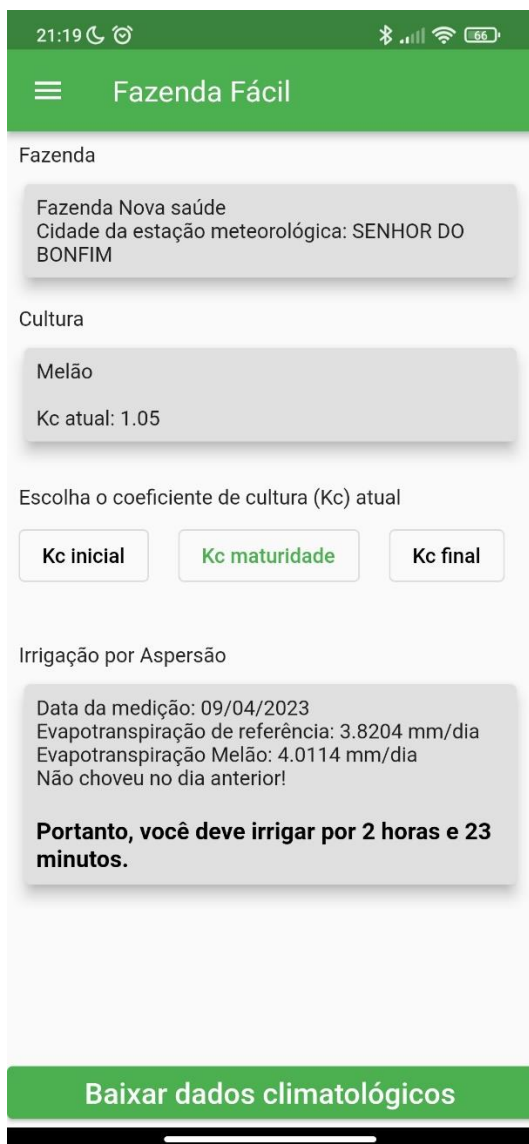 21:19
66
Fazenda Fácil
Fazenda
Fazenda Nova saúde
Cidade da estação meteorológica: SENHOR DO
BONFIM
Cultura
Melão
Kc atual: 1.05
Escolha o coeficiente de cultura (Kc) atual
Kc inicial
Kc maturidade
Kc final
Irrigação por Aspersão
Data da medição: 09/04/2023
Evapotranspiração de referência: 3.8204 mm/dia
Evapotranspiração Melão: 4.0114 mm/dia
Não choveu no dia anterior!
Portanto, você deve irrigar por 2 horas e 23
minutos.
Baixar dados climatológicos